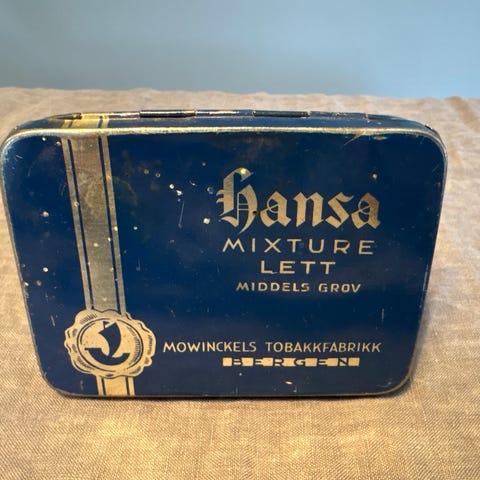 Hansa
MIXTURE
LETT
MIDDELS GROV
MOWINCKELS TOBAKKFABRIKK
BERGEN